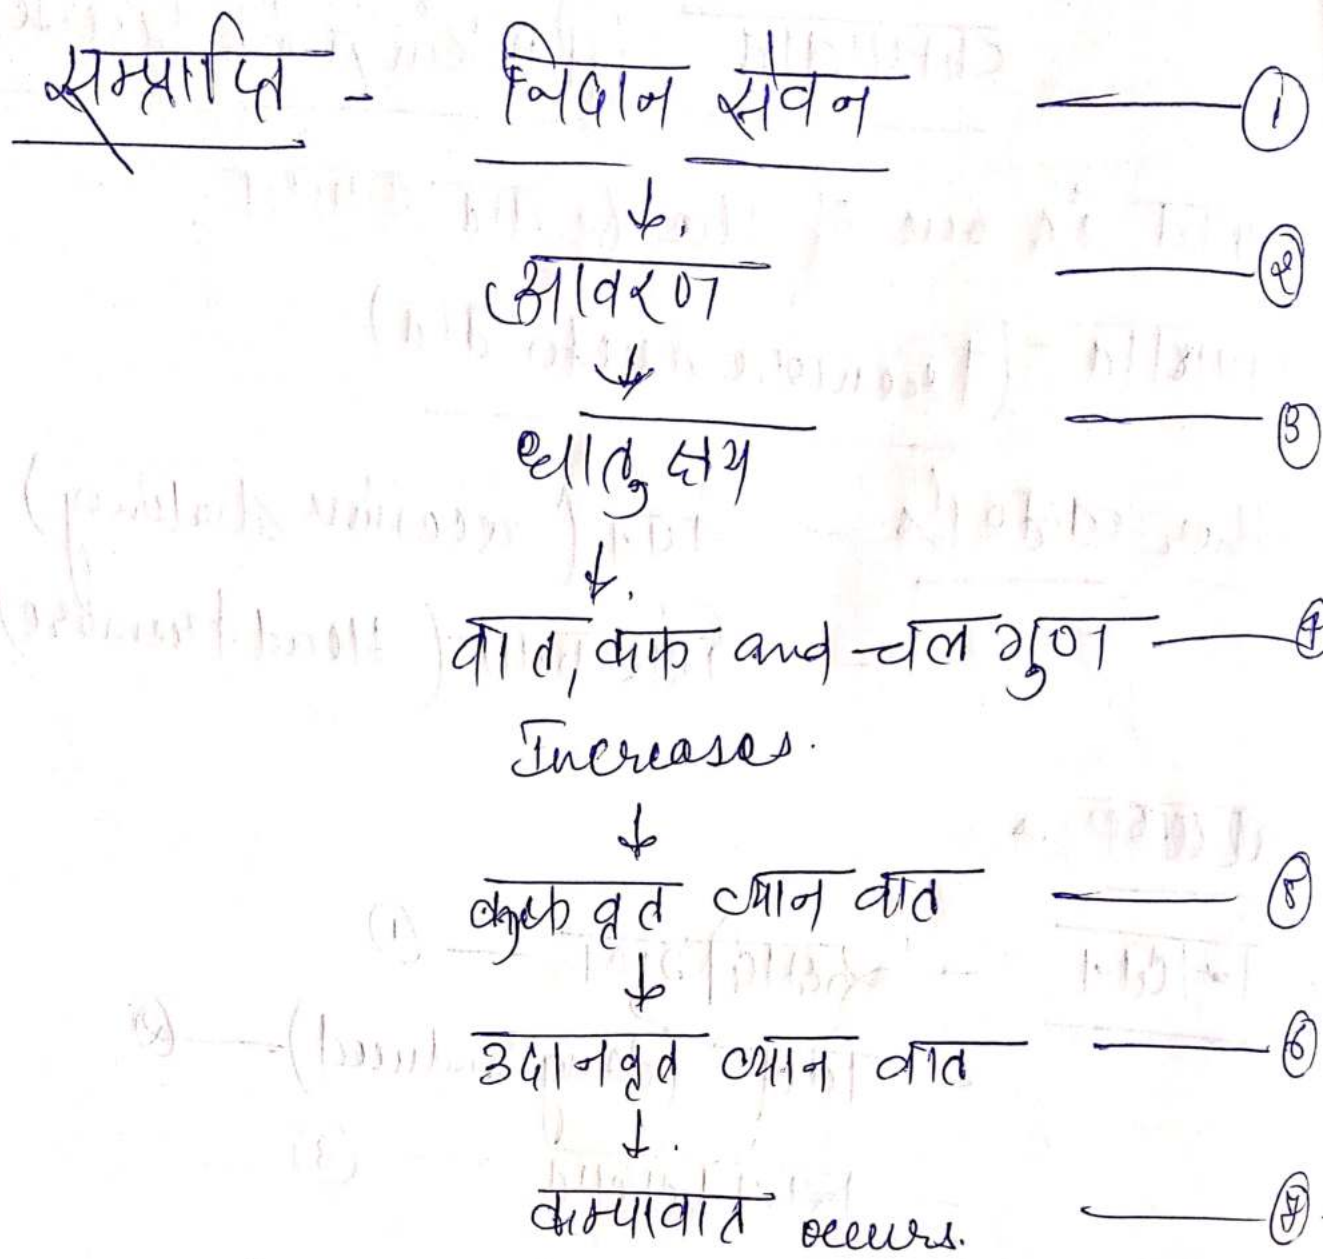 सम्प्राप्ति - निदान सेवन — ①
↓
आवरण — ②
↓
धातु क्षय — ③
↓
वात, कफ and चल गुण — ④
Increases.
↓
कफ वृत व्यान वात — ⑤
↓
उदानवृत व्यान वात — ⑥
↓
कम्पावात occurs. — ⑦